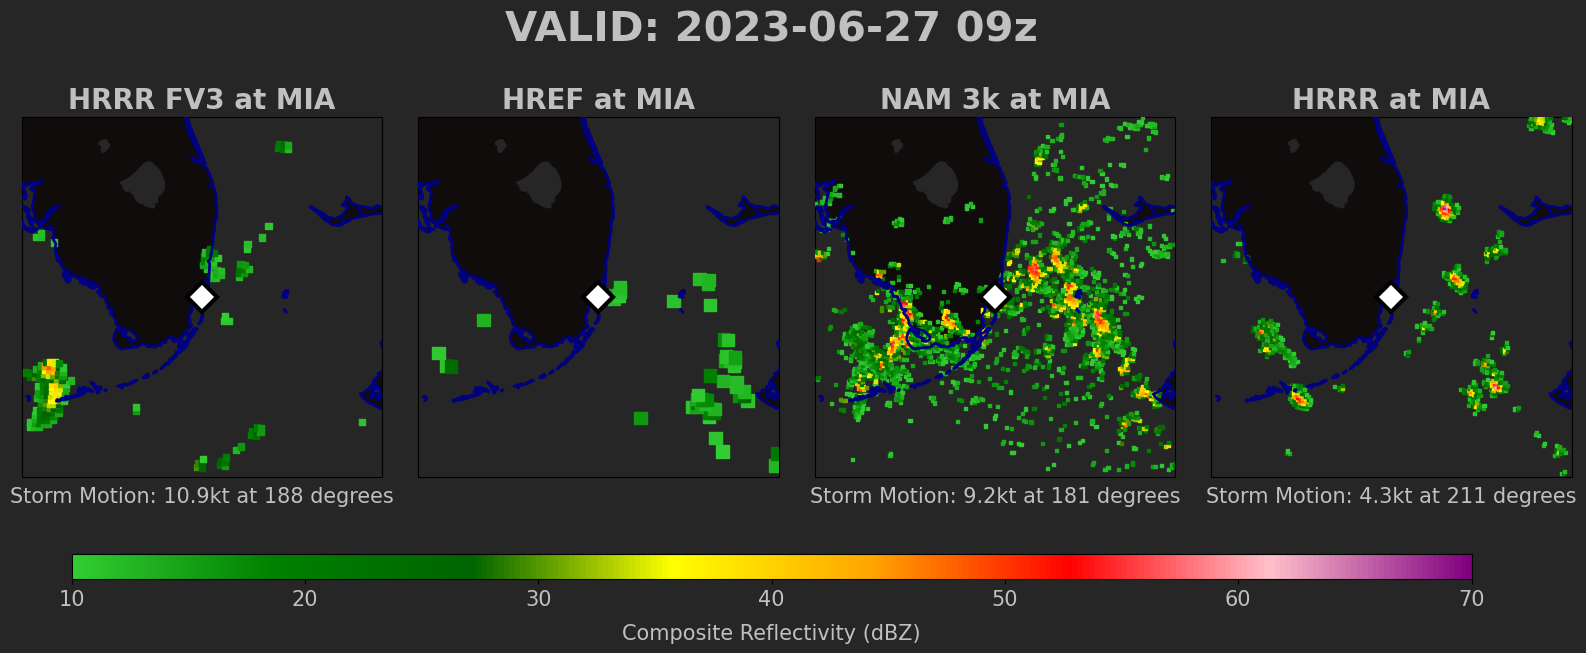 VALID: 2023-06-27 09z
HRRR FV3 at MIA
HREF at MIA
NAM 3k at MIA
HRRR at MIA
Storm Motion: 10.9kt at 188 degrees
Storm Motion: 9.2kt at 181 degrees
Storm Motion: 4.3kt at 211 degrees
10 20 30 40 50 60 70
Composite Reflectivity (dBZ)